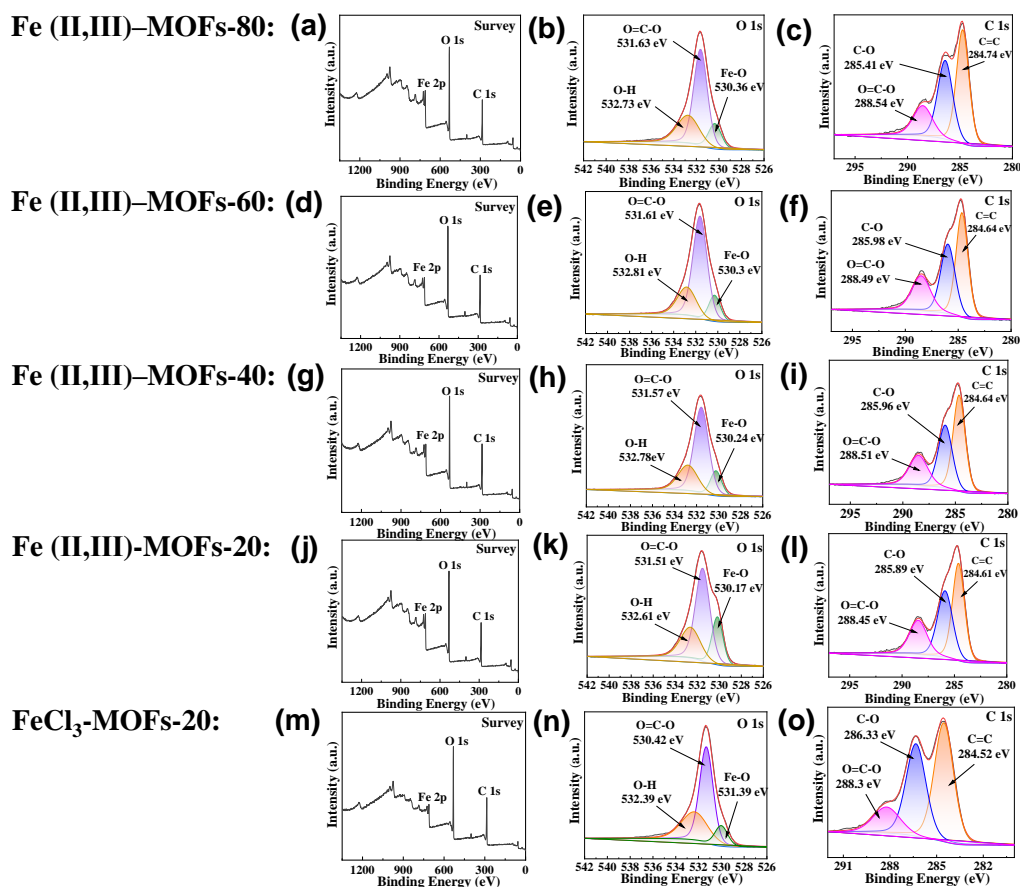 Fe (II,III)–MOFs-80:
(a)
Survey
O 1s
Fe 2p
C 1s
Intensity (a.u.)
1200 900 600 300 0
Binding Energy (eV)
(b)
O 1s
O=C-O
531.63 eV
Fe-O
530.36 eV
O-H
532.73 eV
Intensity (a.u.)
542 540 538 536 534 532 530 528 526
Binding Energy (eV)
(c)
C 1s
C=C
284.74 eV
C-O
285.41 eV
O=C-O
288.54 eV
Intensity (a.u.)
295 290 285 280
Binding Energy (eV)
Fe (II,III)–MOFs-60:
(d)
Survey
O 1s
Fe 2p
C 1s
Intensity (a.u.)
1200 900 600 300 0
Binding Energy (eV)
(e)
O 1s
O=C-O
531.61 eV
Fe-O
530.3 eV
O-H
532.81 eV
Intensity (a.u.)
542 540 538 536 534 532 530 528 526
Binding Energy (eV)
(f)
C 1s
C=C
284.64 eV
C-O
285.98 eV
O=C-O
288.49 eV
Intensity (a.u.)
295 290 285 280
Binding Energy (eV)
Fe (II,III)–MOFs-40:
(g)
Survey
O 1s
Fe 2p
C 1s
Intensity (a.u.)
1200 900 600 300 0
Binding Energy (eV)
(h)
O 1s
O=C-O
531.57 eV
Fe-O
530.24 eV
O-H
532.78eV
Intensity (a.u.)
542 540 538 536 534 532 530 528 526
Binding Energy (eV)
(i)
C 1s
C=C
284.64 eV
C-O
285.96 eV
O=C-O
288.51 eV
Intensity (a.u.)
295 290 285 280
Binding Energy (eV)
Fe (II,III)-MOFs-20:
(j)
Survey
O 1s
Fe 2p
C 1s
Intensity (a.u.)
1200 900 600 300 0
Binding Energy (eV)
(k)
O 1s
O=C-O
531.51 eV
Fe-O
530.17 eV
O-H
532.61 eV
Intensity (a.u.)
542 540 538 536 534 532 530 528 526
Binding Energy (eV)
(l)
C 1s
C=C
284.61 eV
C-O
285.89 eV
O=C-O
288.45 eV
Intensity (a.u.)
295 290 285 280
Binding Energy (eV)
FeCl₃-MOFs-20:
(m)
Survey
O 1s
Fe 2p
C 1s
Intensity (a.u.)
1200 900 600 300 0
Binding Energy (eV)
(n)
O 1s
O=C-O
530.42 eV
Fe-O
531.39 eV
O-H
532.39 eV
Intensity (a.u.)
542 540 538 536 534 532 530 528 526
Binding Energy (eV)
(o)
C 1s
C-O
286.33 eV
C=C
284.52 eV
O=C-O
288.3 eV
Intensity (a.u.)
291 288 285 282
Binding Energy (eV)